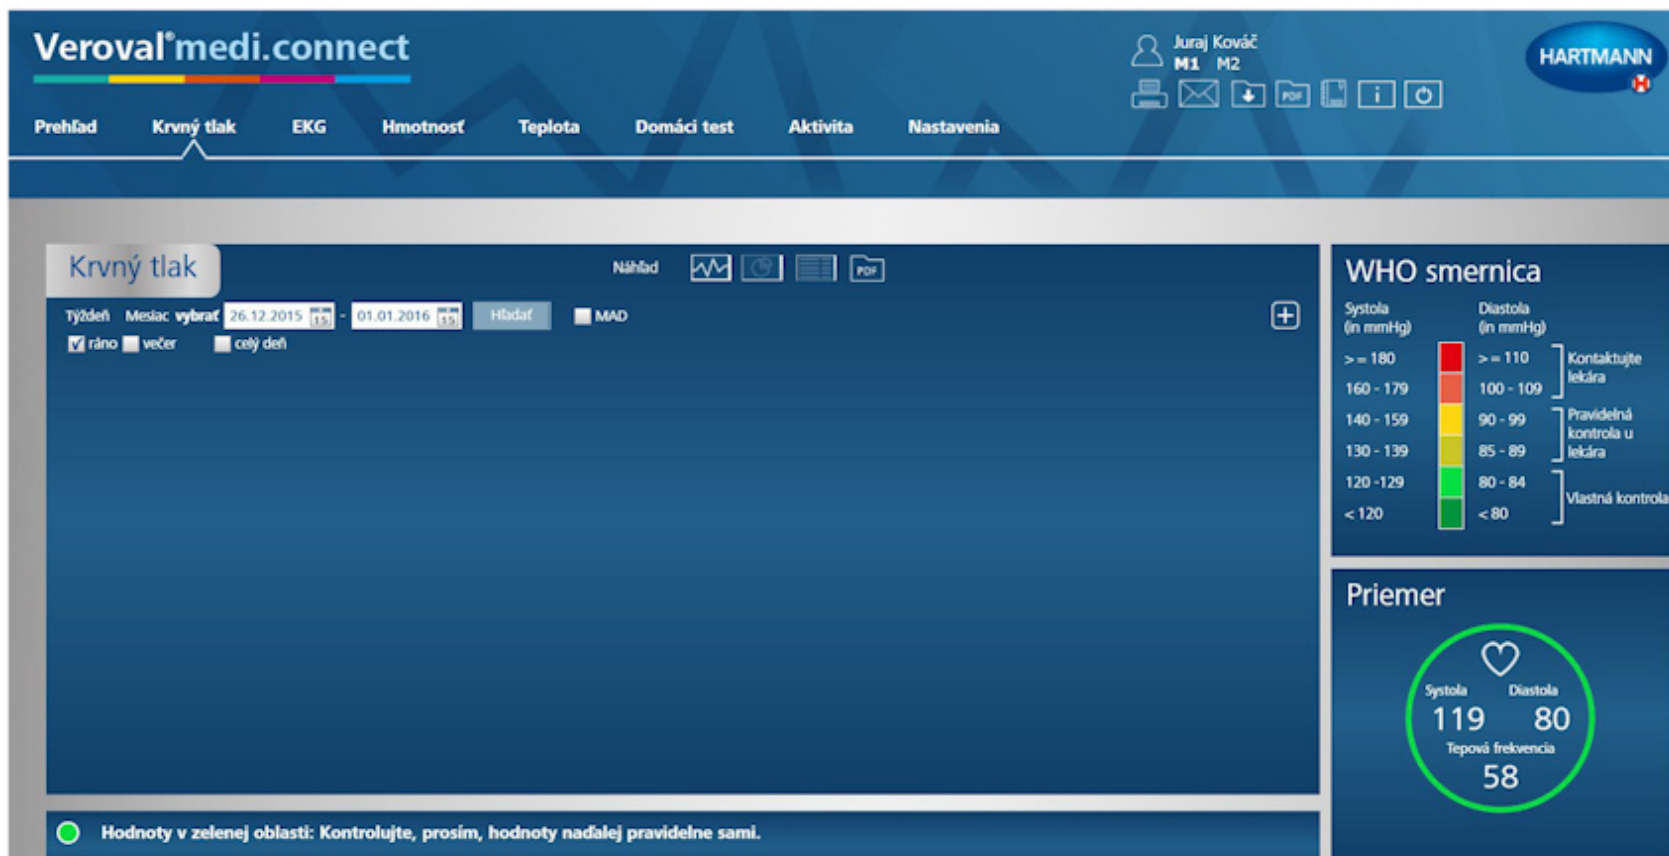 Veroval® medi.connect
Juraj Kováč
M1 M2
HARTMANN
PDF
i
Prehľad Krvný tlak EKG Hmotnosť Teplota Domáci test Aktivita Nastavenia
Krvný tlak
Náhľad
PDF
Týždeň Mesiac vybrať 26.12.2015 15 - 01.01.2016 15 Hľadať MAD
ráno večer celý deň
WHO smernica
Systola Diastola
(in mmHg) (in mmHg)
>= 180 >= 110 Kontaktujte
lekára
160 - 179 100 - 109
140 - 159 90 - 99 Pravidelná
kontrola u
130 - 139 85 - 89 lekára
120 -129 80 - 84
Vlastná kontrola
< 120 < 80
Priemer
Systola Diastola
119 80
Tepová frekvencia
58
Hodnoty v zelenej oblasti: Kontrolujte, prosím, hodnoty naďalej pravidelne sami.